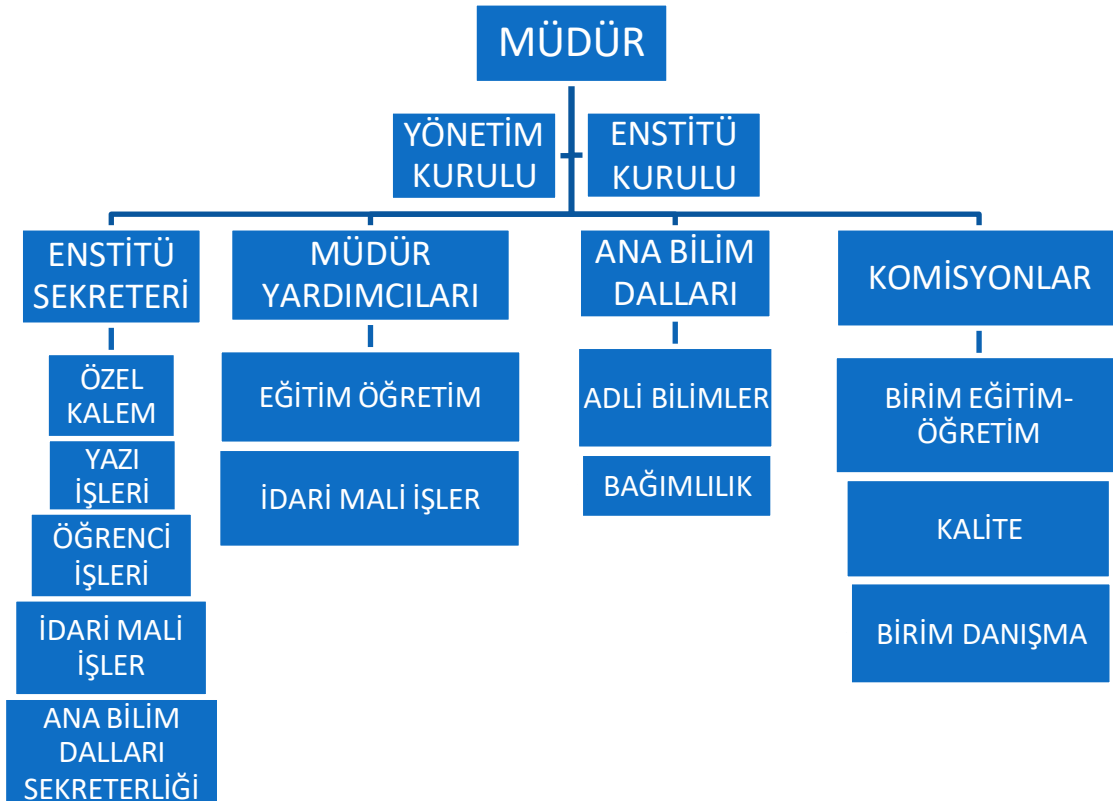 MÜDÜR
YÖNETİM
KURULU
ENSTİTÜ
KURULU
ENSTİTÜ
SEKRETERİ
ÖZEL
KALEM
YAZI
İŞLERİ
ÖĞRENCİ
İŞLERİ
İDARİ MALİ
İŞLER
ANA BİLİM
DALLARI
SEKRETERLİĞİ
MÜDÜR
YARDIMCILARI
EĞİTİM ÖĞRETİM
İDARİ MALİ İŞLER
ANA BİLİM
DALLARI
ADLİ BİLİMLER
BAĞIMLILIK
KOMİSYONLAR
BİRİM EĞİTİM-
ÖĞRETİM
KALİTE
BİRİM DANIŞMA